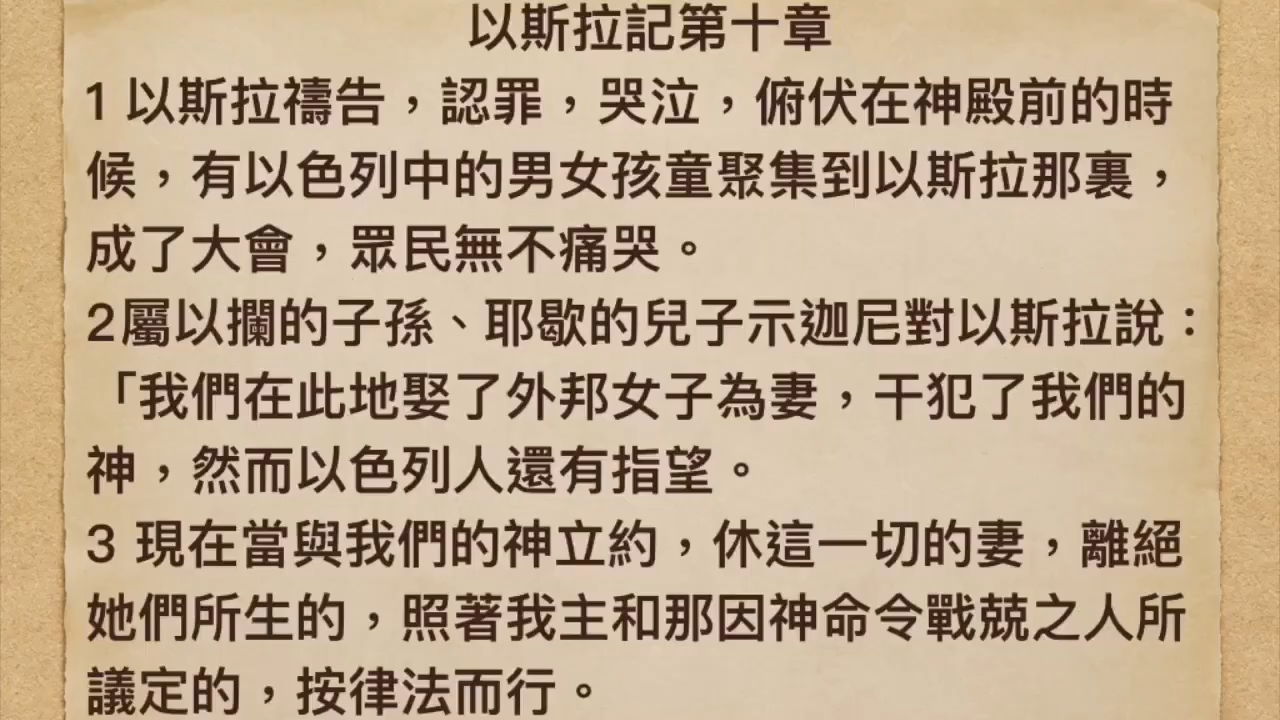 以斯拉記第十章
1 以斯拉禱告，認罪，哭泣，俯伏在神殿前的時
候，有以色列中的男女孩童聚集到以斯拉那裏，
成了大會，眾民無不痛哭。
2屬以攔的子孫、耶歇的兒子示迦尼對以斯拉說：
「我們在此地娶了外邦女子為妻，干犯了我們的
神，然而以色列人還有指望。
3 現在當與我們的神立約，休這一切的妻，離絕
她們所生的，照著我主和那因神命令戰兢之人所
議定的，按律法而行。